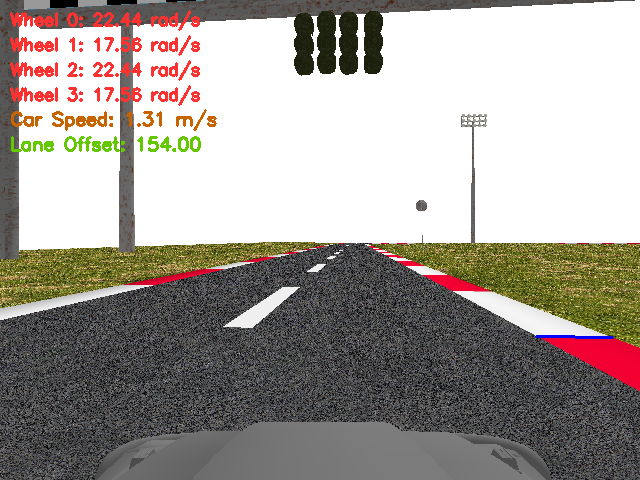 Wheel 0: 22.44 rad/s
Wheel 1: 17.56 rad/s
Wheel 2: 22.44 rad/s
Wheel 3: 17.56 rad/s
Car Speed: 1.31 m/s
Lane Offset: 154.00